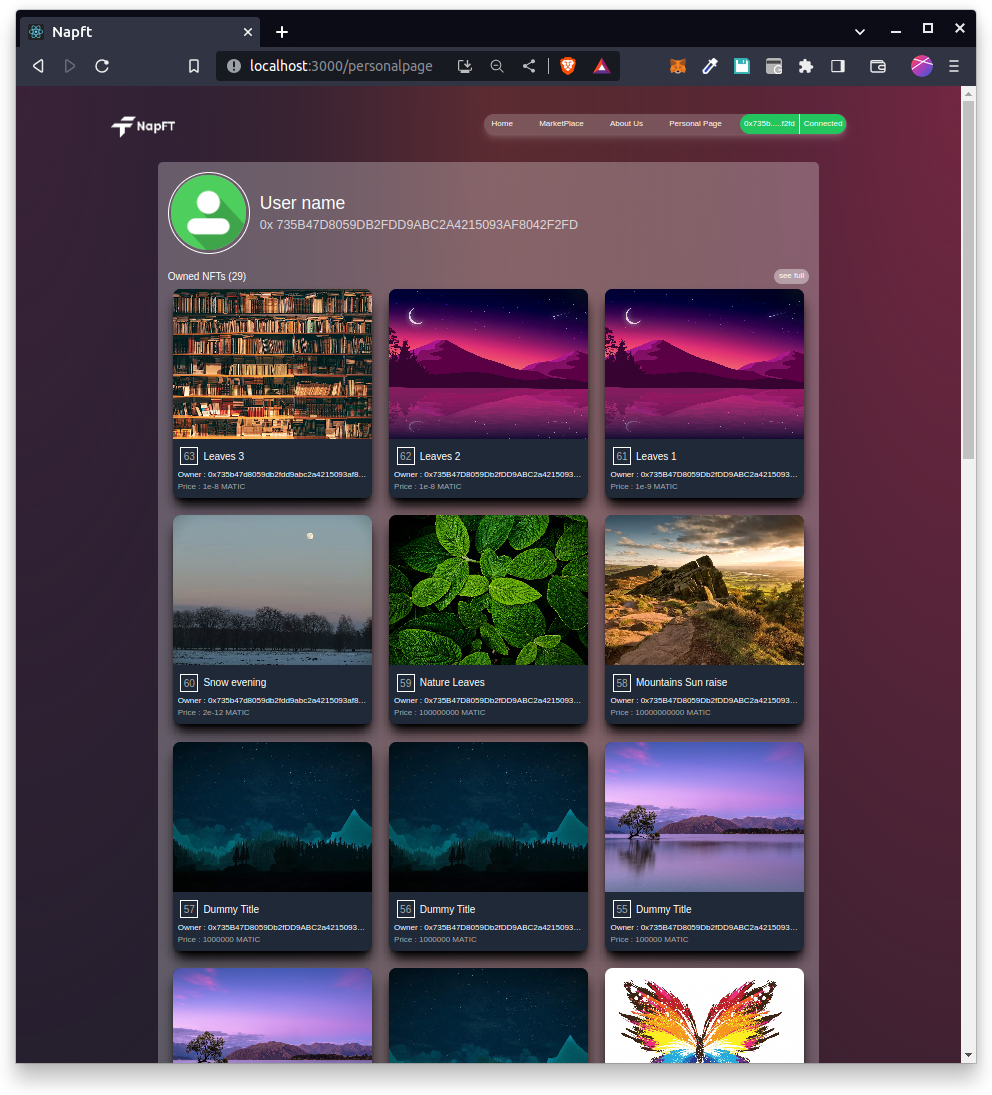 Napft
localhost:3000/personalpage
NapFT
Home MarketPlace About Us Personal Page 0x735b.....f2fd Connected
User name
0x 735B47D8059DB2FDD9ABC2A4215093AF8042F2FD
Owned NFTs (29) see full
63 Leaves 3
Owner : 0x735b47d8059db2fdd9abc2a4215093af8...
Price : 1e-8 MATIC
62 Leaves 2
Owner : 0x735B47D8059Db2fDD9ABC2a4215093...
Price : 1e-8 MATIC
61 Leaves 1
Owner : 0x735B47D8059Db2fDD9ABC2a4215093...
Price : 1e-9 MATIC
60 Snow evening
Owner : 0x735b47d8059db2fdd9abc2a4215093af8...
Price : 2e-12 MATIC
59 Nature Leaves
Owner : 0x735B47D8059Db2fDD9ABC2a4215093...
Price : 100000000 MATIC
58 Mountains Sun raise
Owner : 0x735B47D8059Db2fDD9ABC2a4215093...
Price : 10000000000 MATIC
57 Dummy Title
Owner : 0x735B47D8059Db2fDD9ABC2a4215093...
Price : 1000000 MATIC
56 Dummy Title
Owner : 0x735B47D8059Db2fDD9ABC2a4215093...
Price : 1000000 MATIC
55 Dummy Title
Owner : 0x735B47D8059Db2fDD9ABC2a4215093...
Price : 100000 MATIC